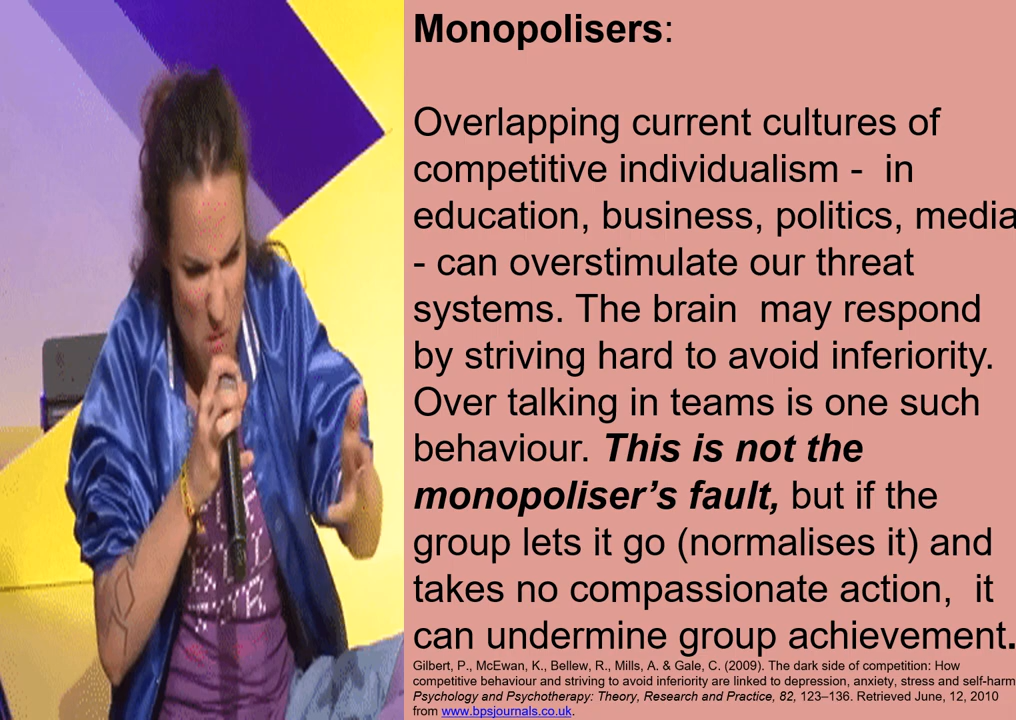 Monopolisers:
Overlapping current cultures of
competitive individualism -  in
education, business, politics, media
- can overstimulate our threat
systems. The brain  may respond
by striving hard to avoid inferiority.
Over talking in teams is one such
behaviour. This is not the
monopoliser’s fault, but if the
group lets it go (normalises it) and
takes no compassionate action,  it
can undermine group achievement.
Gilbert, P., McEwan, K., Bellew, R., Mills, A. & Gale, C. (2009). The dark side of competition: How
competitive behaviour and striving to avoid inferiority are linked to depression, anxiety, stress and self-harm
Psychology and Psychotherapy: Theory, Research and Practice, 82, 123–136. Retrieved June, 12, 2010
from www.bpsjournals.co.uk.